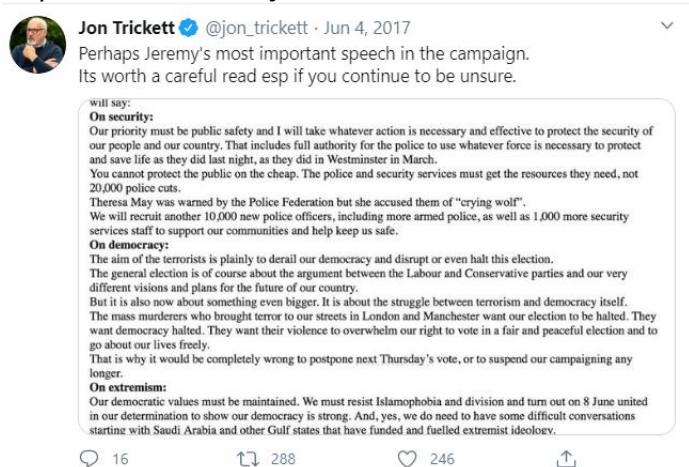 Jon Trickett @jon_trickett · Jun 4, 2017
Perhaps Jeremy's most important speech in the campaign.
Its worth a careful read esp if you continue to be unsure.
will say:
On security:
Our priority must be public safety and I will take whatever action is necessary and effective to protect the security of
our people and our country. That includes full authority for the police to use whatever force is necessary to protect
and save life as they did last night, as they did in Westminster in March.
You cannot protect the public on the cheap. The police and security services must get the resources they need, not
20,000 police cuts.
Theresa May was warned by the Police Federation but she accused them of "crying wolf".
We will recruit another 10,000 new police officers, including more armed police, as well as 1,000 more security
services staff to support our communities and help keep us safe.
On democracy:
The aim of the terrorists is plainly to derail our democracy and disrupt or even halt this election.
The general election is of course about the argument between the Labour and Conservative parties and our very
different visions and plans for the future of our country.
But it is also now about something even bigger. It is about the struggle between terrorism and democracy itself.
The mass murderers who brought terror to our streets in London and Manchester want our election to be halted. They
want democracy halted. They want their violence to overwhelm our right to vote in a fair and peaceful election and to
go about our lives freely.
That is why it would be completely wrong to postpone next Thursday's vote, or to suspend our campaigning any
longer.
On extremism:
Our democratic values must be maintained. We must resist Islamophobia and division and turn out on 8 June united
in our determination to show our democracy is strong. And, yes, we do need to have some difficult conversations
starting with Saudi Arabia and other Gulf states that have funded and fuelled extremist ideology.
16 288 246